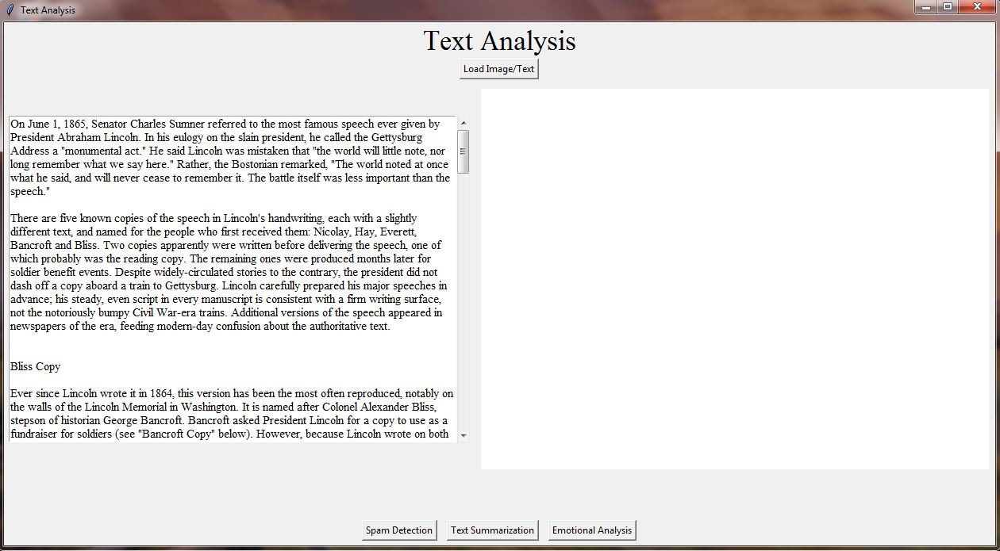 Text Analysis
Text Analysis
Load Image/Text
On June 1, 1865, Senator Charles Sumner referred to the most famous speech ever given by
President Abraham Lincoln. In his eulogy on the slain president, he called the Gettysburg
Address a "monumental act." He said Lincoln was mistaken that "the world will little note, nor
long remember what we say here." Rather, the Bostonian remarked, "The world noted at once
what he said, and will never cease to remember it. The battle itself was less important than the
speech."
There are five known copies of the speech in Lincoln's handwriting, each with a slightly
different text, and named for the people who first received them: Nicolay, Hay, Everett,
Bancroft and Bliss. Two copies apparently were written before delivering the speech, one of
which probably was the reading copy. The remaining ones were produced months later for
soldier benefit events. Despite widely-circulated stories to the contrary, the president did not
dash off a copy aboard a train to Gettysburg. Lincoln carefully prepared his major speeches in
advance; his steady, even script in every manuscript is consistent with a firm writing surface,
not the notoriously bumpy Civil War-era trains. Additional versions of the speech appeared in
newspapers of the era, feeding modern-day confusion about the authoritative text.
Bliss Copy
Ever since Lincoln wrote it in 1864, this version has been the most often reproduced, notably on
the walls of the Lincoln Memorial in Washington. It is named after Colonel Alexander Bliss,
stepson of historian George Bancroft. Bancroft asked President Lincoln for a copy to use as a
fundraiser for soldiers (see "Bancroft Copy" below). However, because Lincoln wrote on both
Spam Detection
Text Summarization
Emotional Analysis